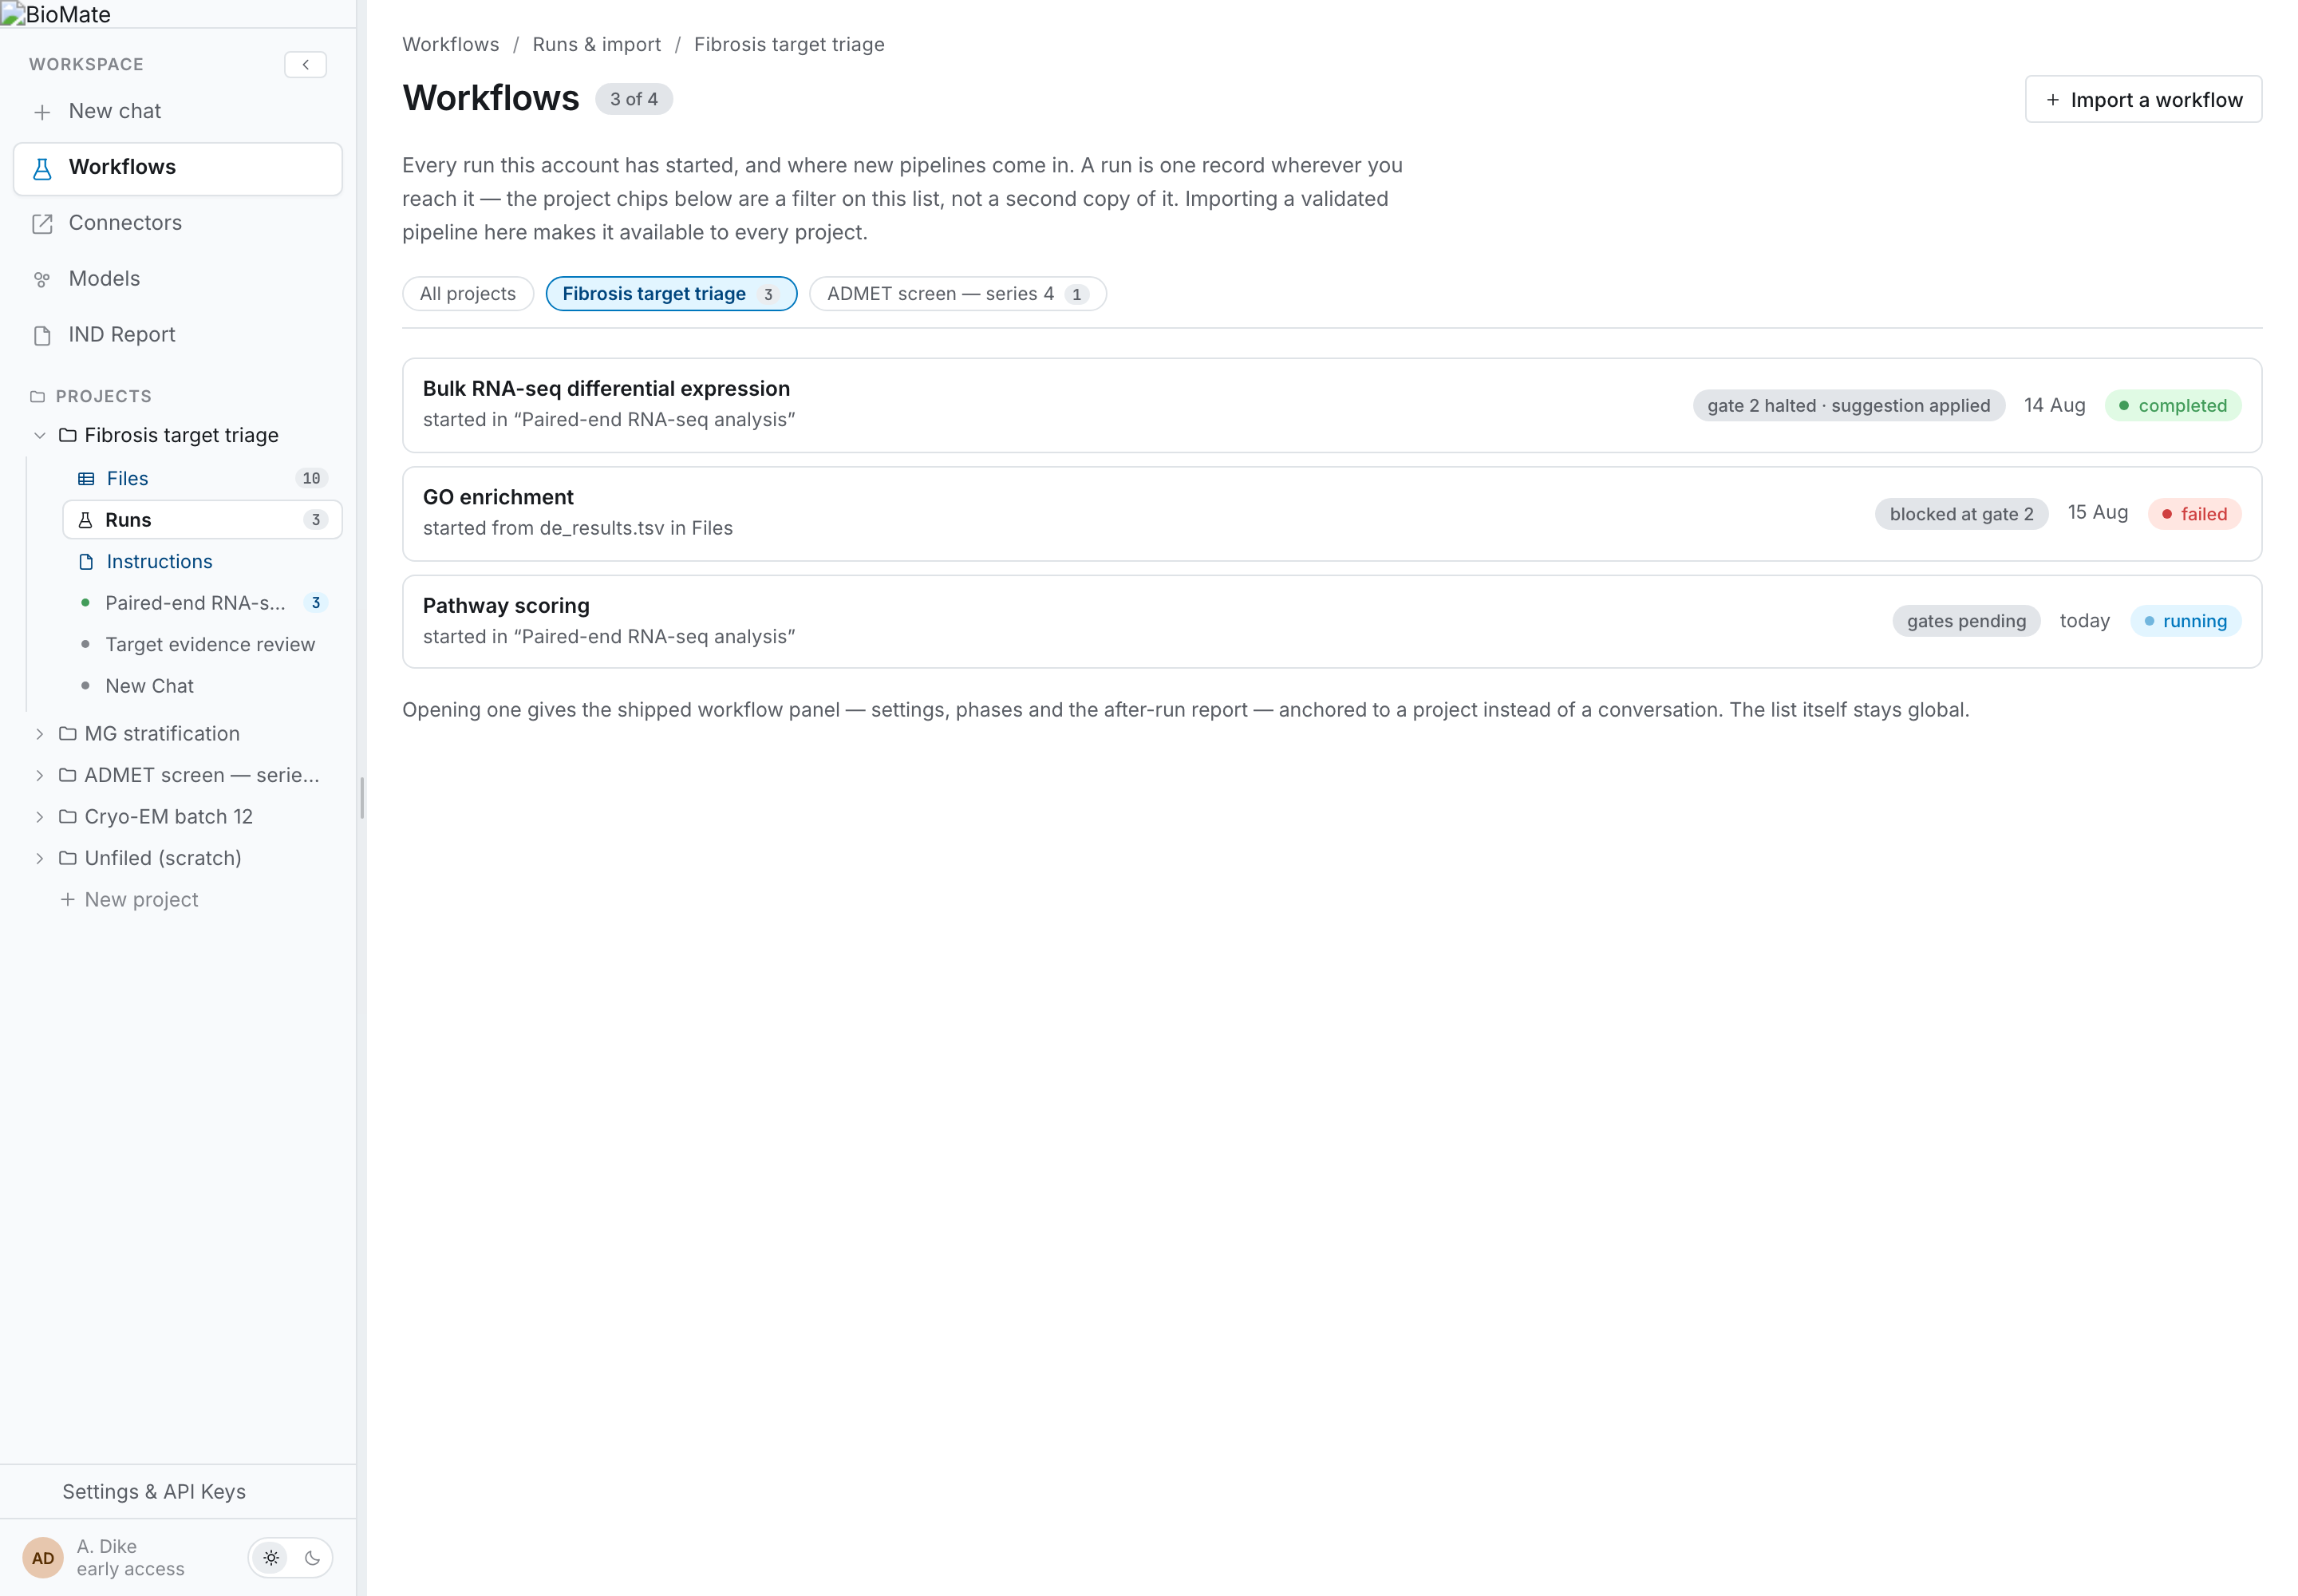 BioMate
WORKSPACE
New chat
Workflows
Connectors
Models
IND Report
PROJECTS
Fibrosis target triage
Files 10
Runs 3
Instructions
Paired-end RNA-s... 3
Target evidence review
New Chat
MG stratification
ADMET screen — serie...
Cryo-EM batch 12
Unfiled (scratch)
+ New project
Settings & API Keys
AD
A. Dike
early access
Workflows / Runs & import / Fibrosis target triage
Workflows 3 of 4
+ Import a workflow
Every run this account has started, and where new pipelines come in. A run is one record wherever you
reach it — the project chips below are a filter on this list, not a second copy of it. Importing a validated
pipeline here makes it available to every project.
All projects Fibrosis target triage 3 ADMET screen — series 4 1
Bulk RNA-seq differential expression
started in “Paired-end RNA-seq analysis”
gate 2 halted · suggestion applied 14 Aug completed
GO enrichment
started from de_results.tsv in Files
blocked at gate 2 15 Aug failed
Pathway scoring
started in “Paired-end RNA-seq analysis”
gates pending today running
Opening one gives the shipped workflow panel — settings, phases and the after-run report — anchored to a project instead of a conversation. The list itself stays global.